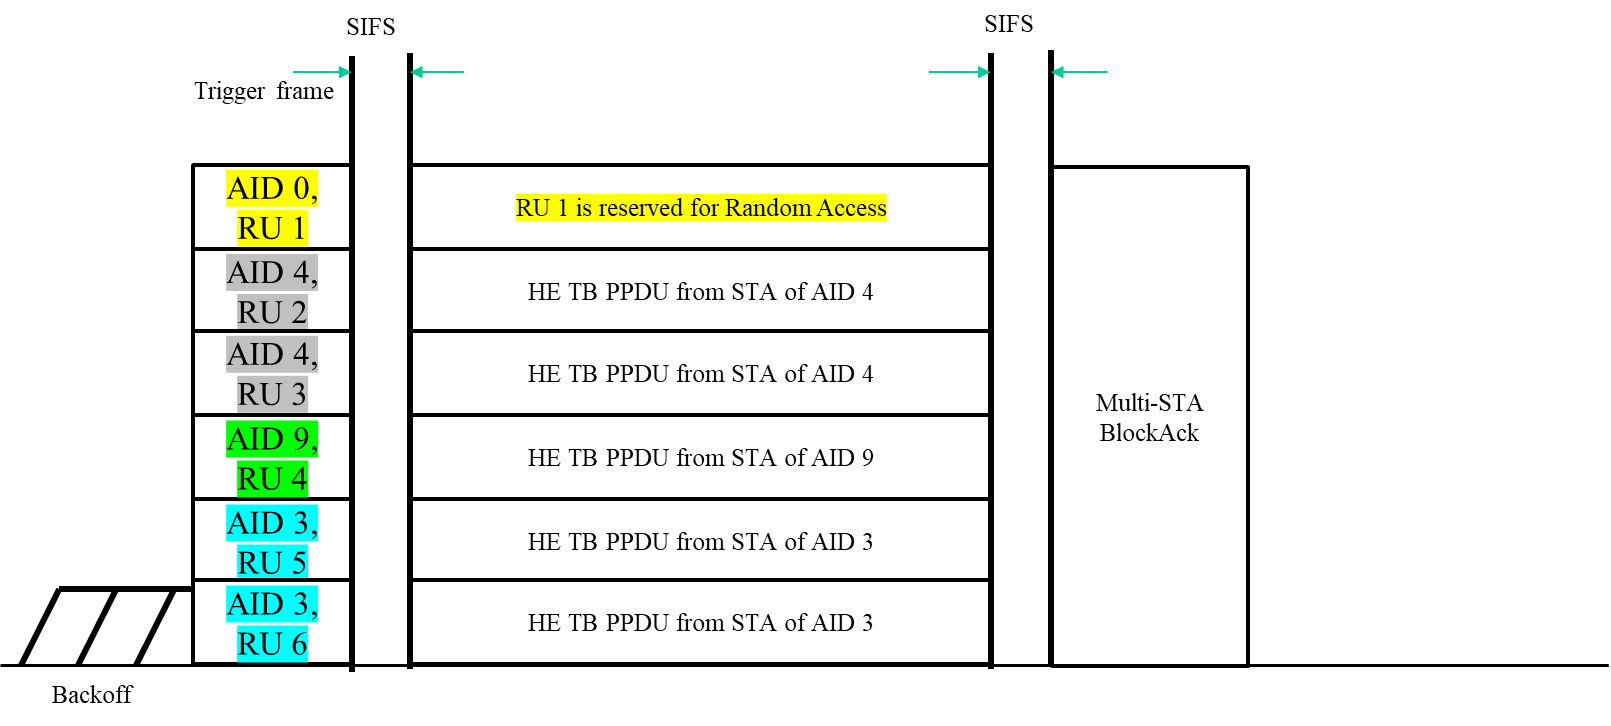 SIFS
SIFS
Trigger frame
AID 0,
RU 1
RU 1 is reserved for Random Access
AID 4,
RU 2
HE TB PPDU from STA of AID 4
AID 4,
RU 3
HE TB PPDU from STA of AID 4
AID 9,
RU 4
HE TB PPDU from STA of AID 9
AID 3,
RU 5
HE TB PPDU from STA of AID 3
AID 3,
RU 6
HE TB PPDU from STA of AID 3
Multi-STA
BlockAck
Backoff